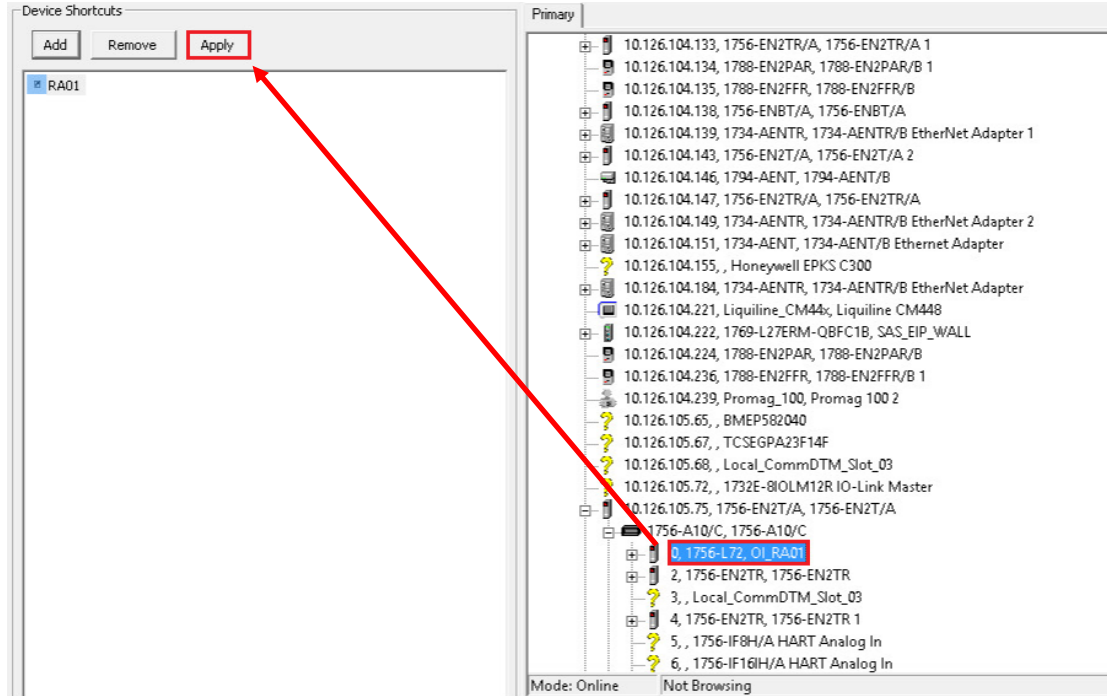 Device Shortcuts
Add Remove Apply
RA01
Primary
10.126.104.133, 1756-EN2TR/A, 1756-EN2TR/A 1
10.126.104.134, 1788-EN2PAR, 1788-EN2PAR/B 1
10.126.104.135, 1788-EN2FFR, 1788-EN2FFR/B
10.126.104.138, 1756-ENBT/A, 1756-ENBT/A
10.126.104.139, 1734-AENTR, 1734-AENTR/B EtherNet Adapter 1
10.126.104.143, 1756-EN2T/A, 1756-EN2T/A 2
10.126.104.146, 1794-AENT, 1794-AENT/B
10.126.104.147, 1756-EN2TR/A, 1756-EN2TR/A
10.126.104.149, 1734-AENTR, 1734-AENTR/B EtherNet Adapter 2
10.126.104.151, 1734-AENT, 1734-AENT/B Ethernet Adapter
10.126.104.155, , Honeywell EPKS C300
10.126.104.184, 1734-AENTR, 1734-AENTR/B EtherNet Adapter
10.126.104.221, Liquiline_CM44x, Liquiline CM448
10.126.104.222, 1769-L27ERM-QBFC1B, SAS_EIP_WALL
10.126.104.224, 1788-EN2PAR, 1788-EN2PAR/B
10.126.104.236, 1788-EN2FFR, 1788-EN2FFR/B 1
10.126.104.239, Promag_100, Promag 100 2
10.126.105.65, , BMEP582040
10.126.105.67, , TCSEGPA23F14F
10.126.105.68, , Local_CommDTM_Slot_03
10.126.105.72, , 1732E-8IOLM12R IO-Link Master
10.126.105.75, 1756-EN2T/A, 1756-EN2T/A
1756-A10/C, 1756-A10/C
0, 1756-L72, OI_RA01
2, 1756-EN2TR, 1756-EN2TR
3, , Local_CommDTM_Slot_03
4, 1756-EN2TR, 1756-EN2TR 1
5, , 1756-IF8H/A HART Analog In
6, , 1756-IF16IH/A HART Analog In
Mode: Online Not Browsing